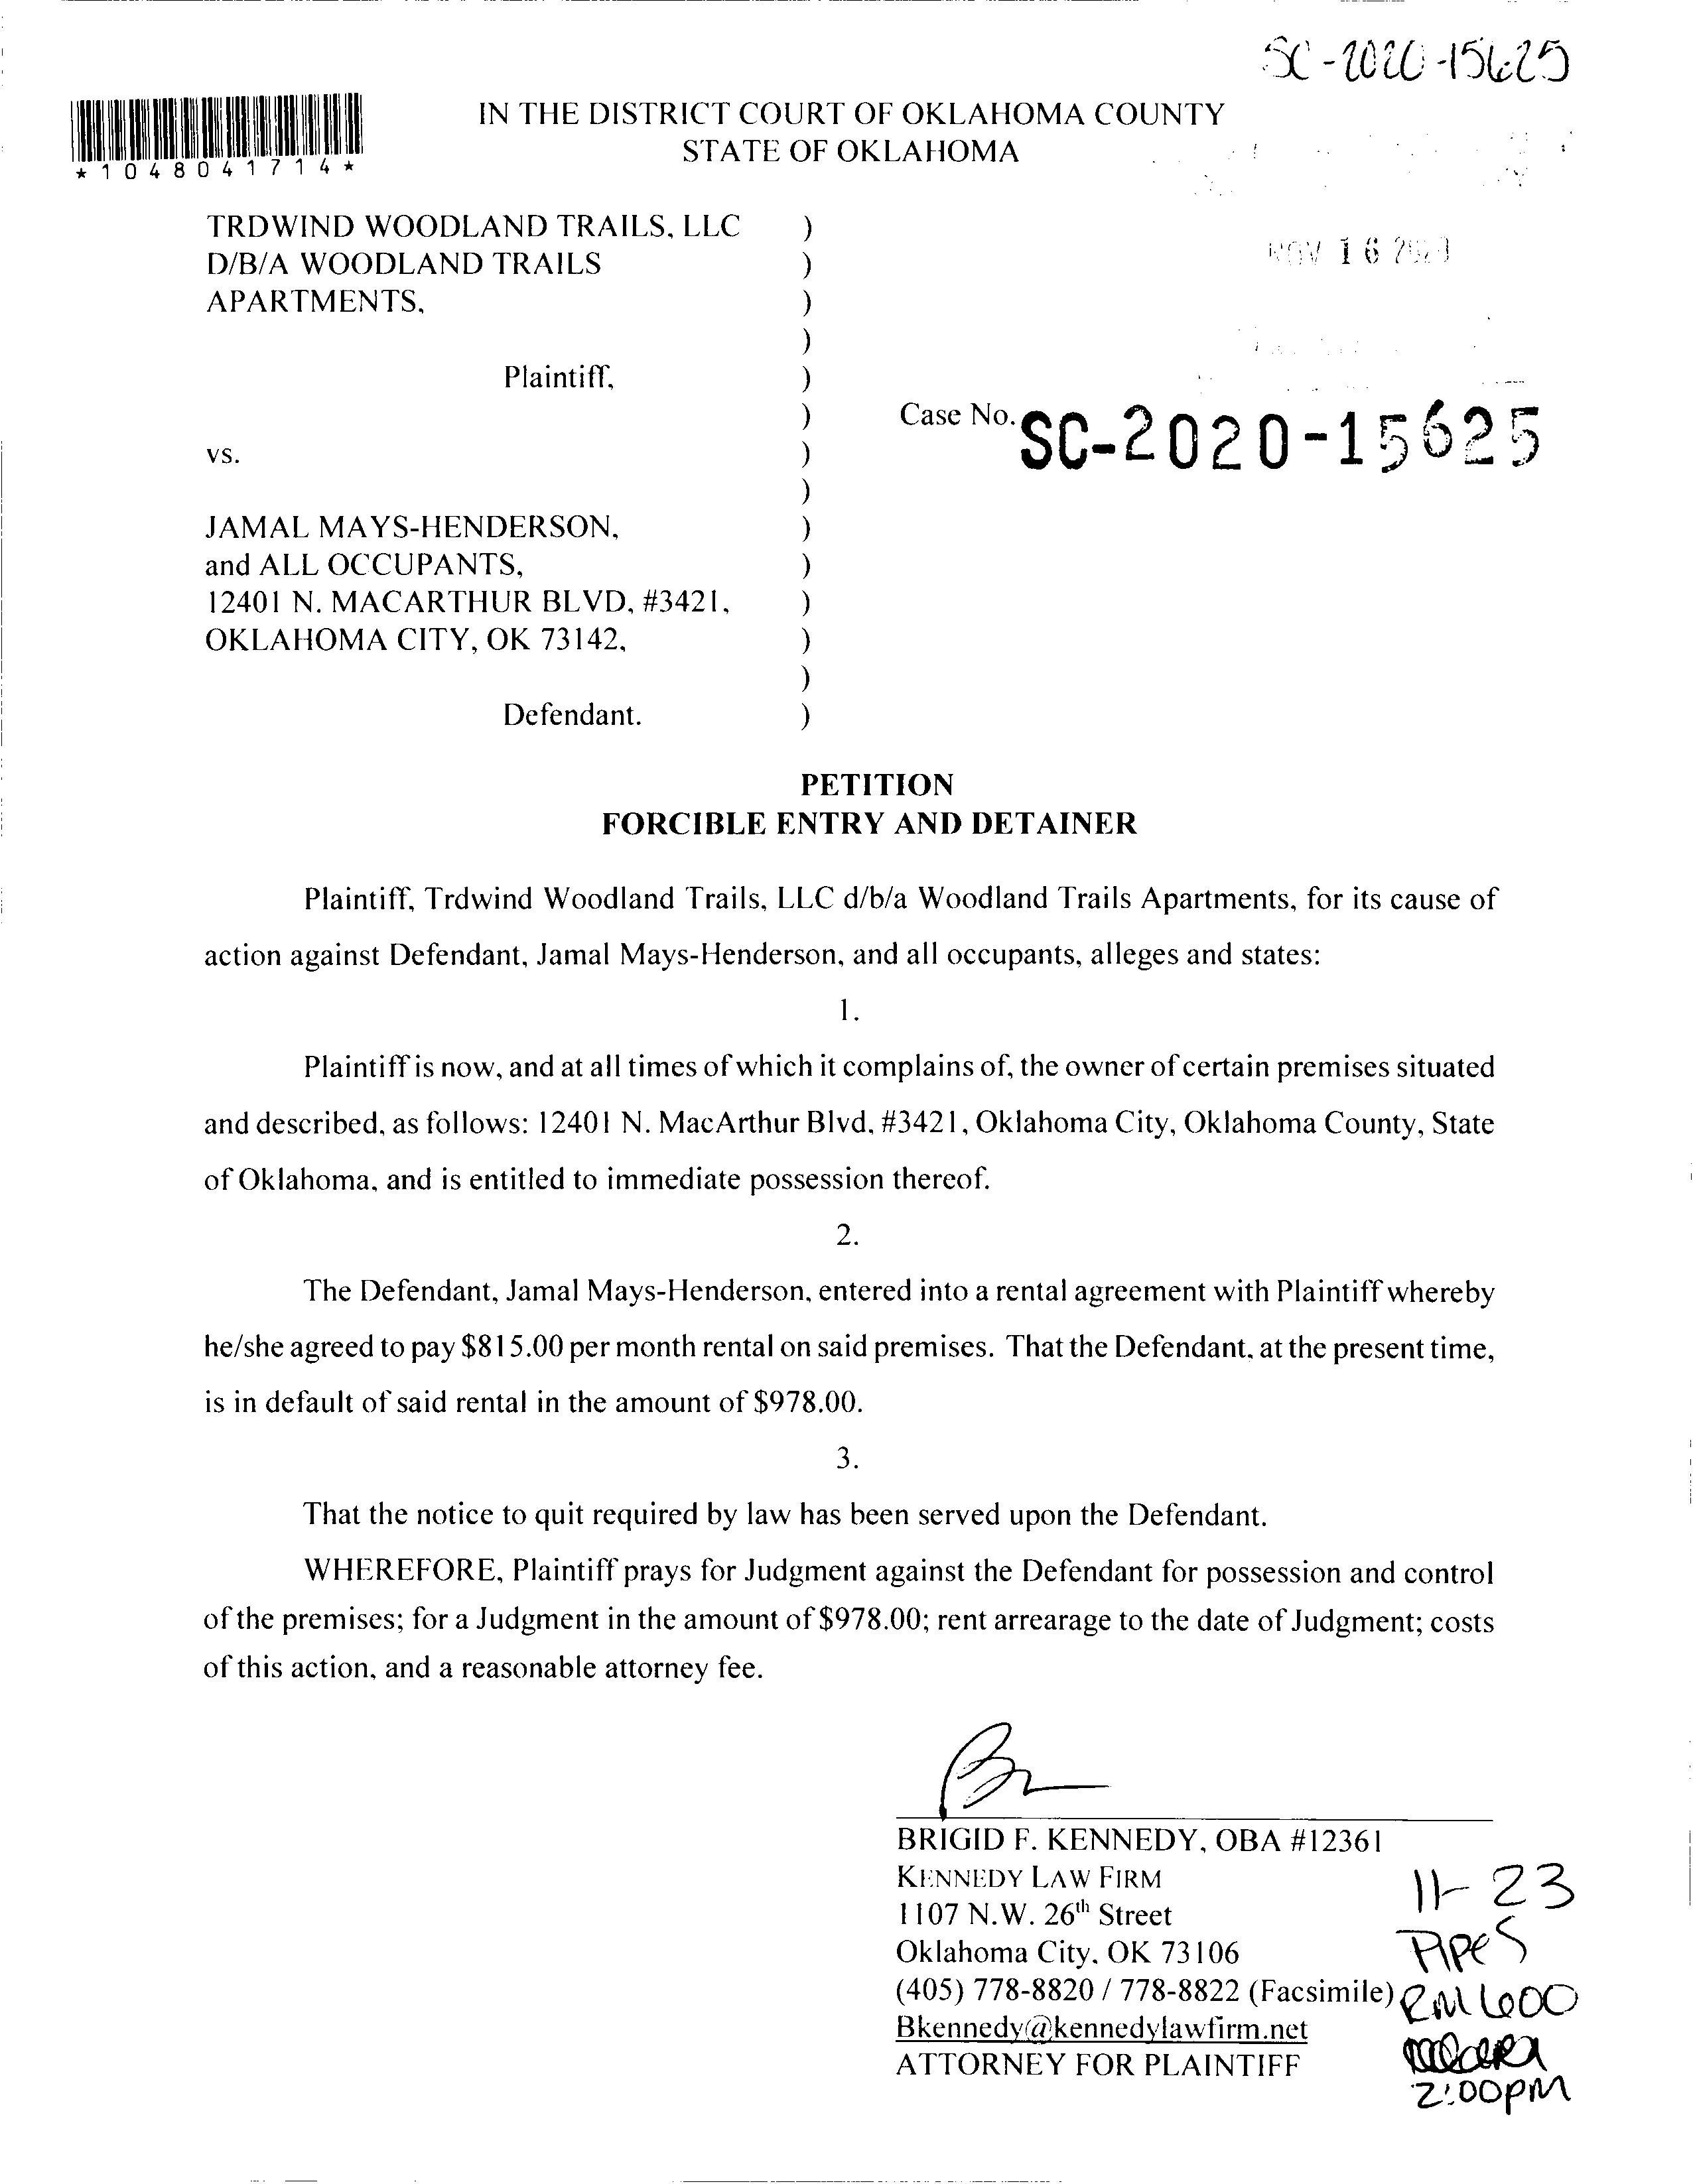 SC-2020-15625
IN THE DISTRICT COURT OF OKLAHOMA COUNTY
STATE OF OKLAHOMA
*1048041714*
TRDWIND WOODLAND TRAILS, LLC )
D/B/A WOODLAND TRAILS )
APARTMENTS, )
)
NOV 16 2020
Plaintiff, )
) Case No. SC-2020-15625
vs. )
)
JAMAL MAYS-HENDERSON, )
and ALL OCCUPANTS, )
12401 N. MACARTHUR BLVD, #3421, )
OKLAHOMA CITY, OK 73142, )
)
Defendant. )
PETITION
FORCIBLE ENTRY AND DETAINER
Plaintiff, Trdwind Woodland Trails, LLC d/b/a Woodland Trails Apartments, for its cause of
action against Defendant, Jamal Mays-Henderson, and all occupants, alleges and states:
1.
Plaintiff is now, and at all times of which it complains of, the owner of certain premises situated
and described, as follows: 12401 N. MacArthur Blvd, #3421, Oklahoma City, Oklahoma County, State
of Oklahoma, and is entitled to immediate possession thereof.
2.
The Defendant, Jamal Mays-Henderson, entered into a rental agreement with Plaintiff whereby
he/she agreed to pay $815.00 per month rental on said premises. That the Defendant, at the present time,
is in default of said rental in the amount of $978.00.
3.
That the notice to quit required by law has been served upon the Defendant.
WHEREFORE, Plaintiff prays for Judgment against the Defendant for possession and control
of the premises; for a Judgment in the amount of $978.00; rent arrearage to the date of Judgment; costs
of this action, and a reasonable attorney fee.
BRIGID F. KENNEDY, OBA #12361
KENNEDY LAW FIRM
1107 N.W. 26th Street
Oklahoma City, OK 73106
(405) 778-8820 / 778-8822 (Facsimile)
Bkennedy@kennedylawfirm.net
ATTORNEY FOR PLAINTIFF
11-23
PIPES
RM 600
2:00PM